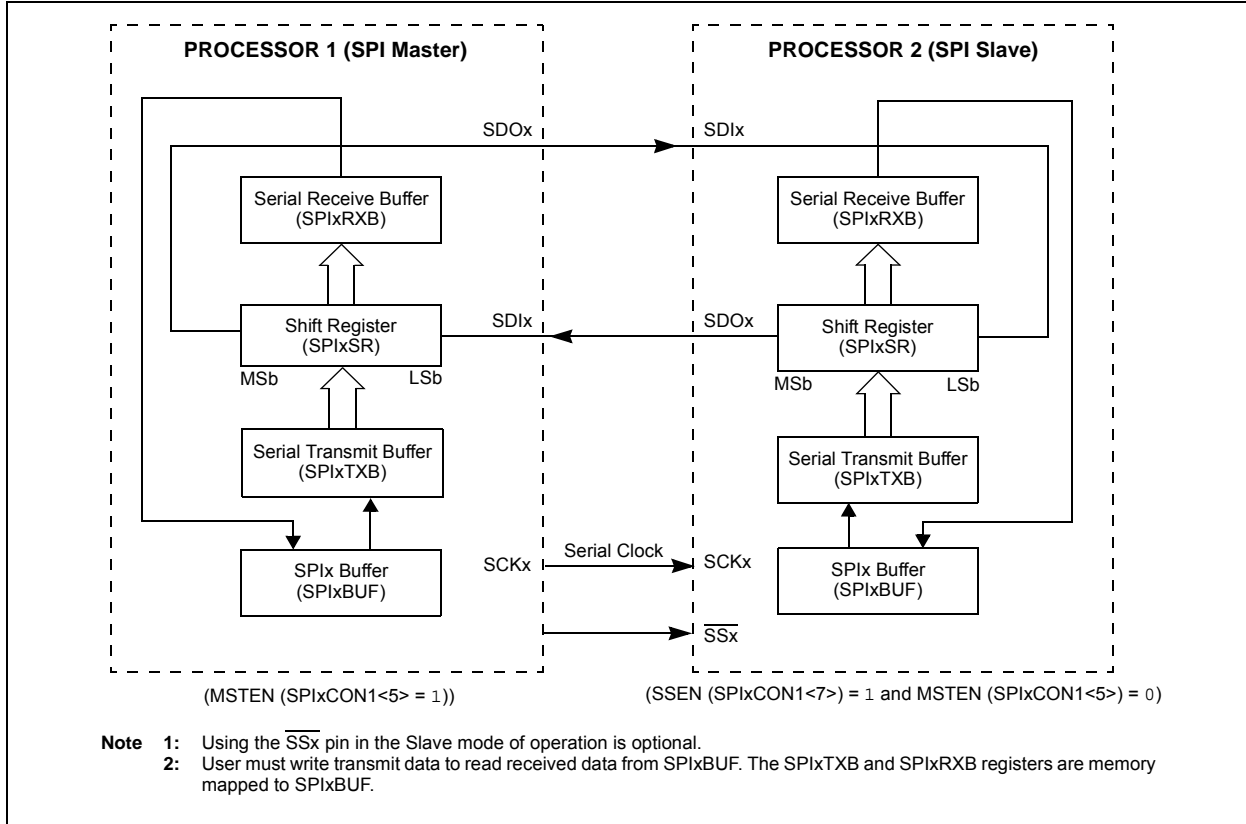 PROCESSOR 1 (SPI Master)
PROCESSOR 2 (SPI Slave)
SDOx
SDIx
Serial Receive Buffer
(SPIxRXB)
Serial Receive Buffer
(SPIxRXB)
Shift Register
(SPIxSR)
SDIx
SDOx
Shift Register
(SPIxSR)
MSb
LSb
MSb
LSb
Serial Transmit Buffer
(SPIxTXB)
Serial Transmit Buffer
(SPIxTXB)
SPIx Buffer
(SPIxBUF)
SCKx
Serial Clock
SCKx
SPIx Buffer
(SPIxBUF)
SSx
(MSTEN (SPIxCON1<5> = 1))
(SSEN (SPIxCON1<7>) = 1 and MSTEN (SPIxCON1<5>) = 0)
Note 1: Using the SSx pin in the Slave mode of operation is optional.
2: User must write transmit data to read received data from SPIxBUF. The SPIxTXB and SPIxRXB registers are memory
mapped to SPIxBUF.